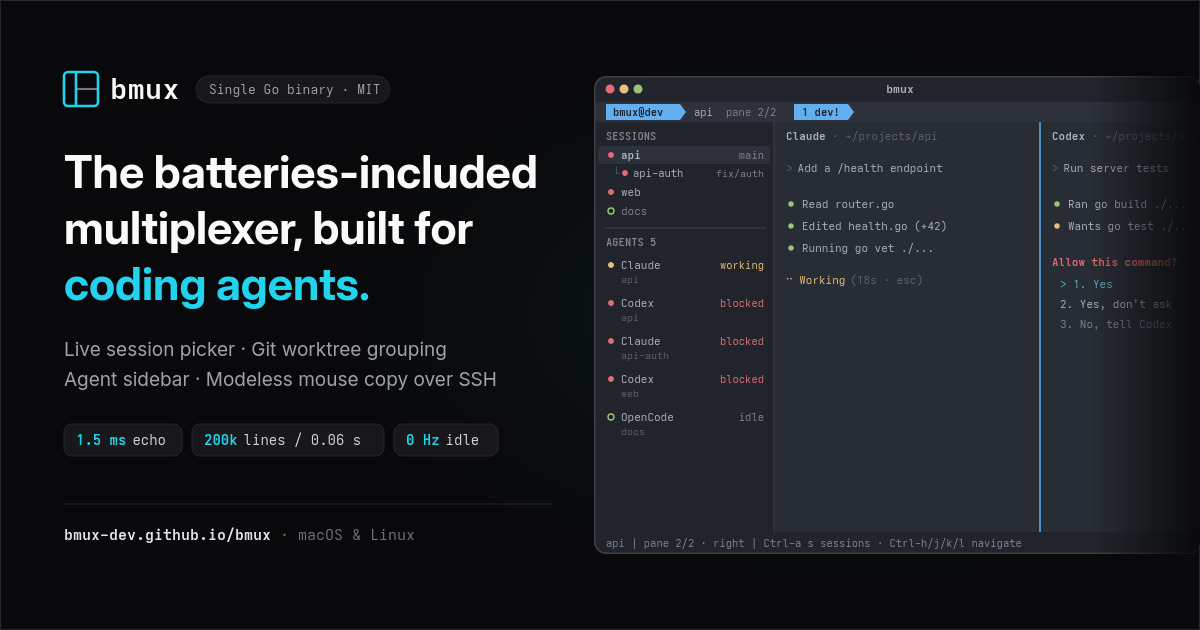 bmux
Single Go binary · MIT
The batteries-included
multiplexer, built for
coding agents.
Live session picker · Git worktree grouping
Agent sidebar · Modeless mouse copy over SSH
1.5 ms echo
200k lines / 0.06 s
0 Hz idle
bmux-dev.github.io/bmux · macOS & Linux
bmux
bmux@dev api pane 2/2 1 dev!
SESSIONS
api main
api-auth fix/auth
web
docs
AGENTS 5
Claude working
api
Codex blocked
api
Claude blocked
api-auth
Codex blocked
web
OpenCode idle
docs
Claude · ~/projects/api
> Add a /health endpoint
Read router.go
Edited health.go (+42)
Running go vet ./...
Working (18s · esc)
Codex · ~/projects/
> Run server tests
Ran go build ./...
Wants go test ./...
Allow this command?
> 1. Yes
2. Yes, don't ask
3. No, tell Codex
api | pane 2/2 · right | Ctrl-a s sessions · Ctrl-h/j/k/l navigate